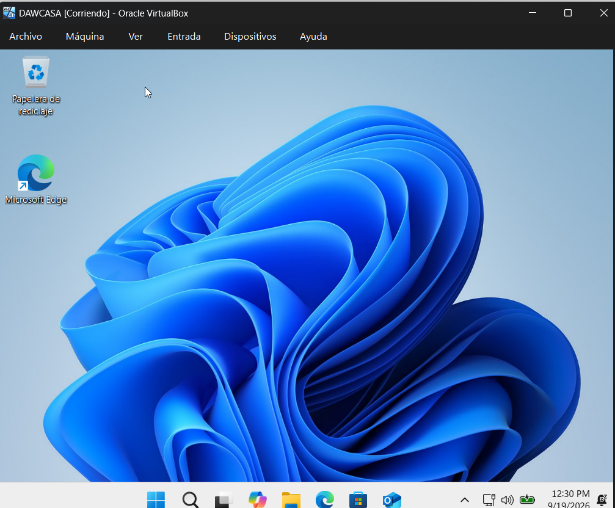 DAWCASA [Corriendo] - Oracle VirtualBox
Archivo Máquina Ver Entrada Dispositivos Ayuda
Papelera de
reciclaje
Microsoft Edge
12:30 PM
9/19/2026